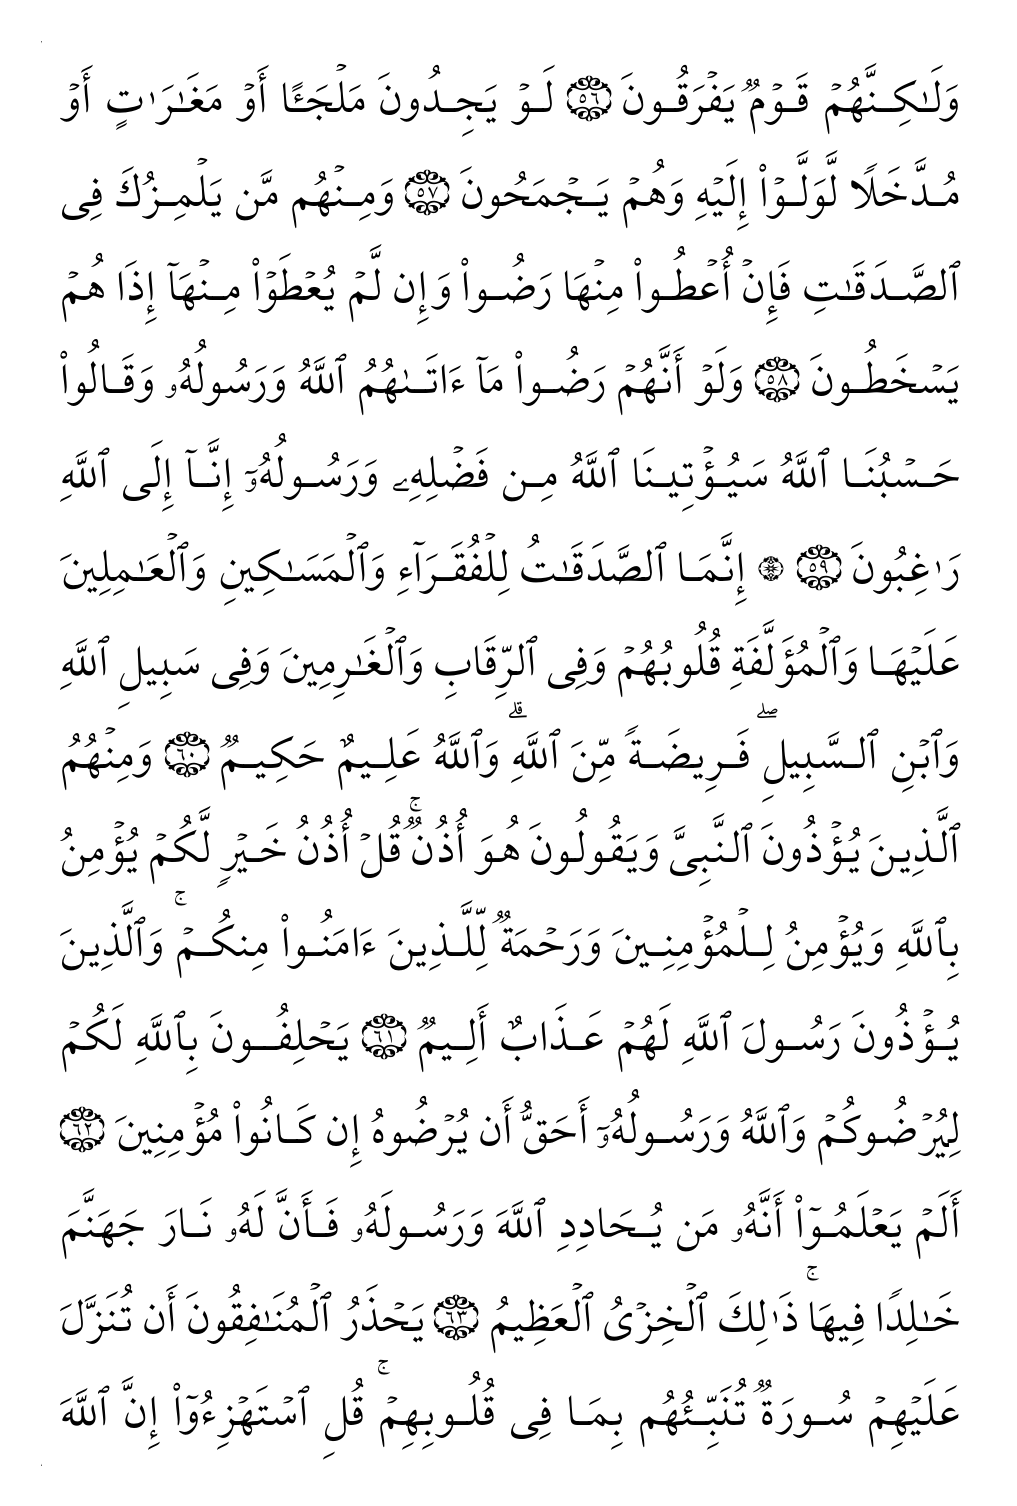 وَلَـٰكِنَّهُمۡ قَوۡمٌ يَفۡرَقُونَ ٥٦ لَوۡ يَجِدُونَ مَلۡجَـًٔا أَوۡ مَغَـٰرَٰتٍ أَوۡ
مُدَّخَلًا لَّوَلَّوۡاْ إِلَيۡهِ وَهُمۡ يَجۡمَحُونَ ٥٧ وَمِنۡهُم مَّن يَلۡمِزُكَ فِى
ٱلصَّدَقَـٰتِ فَإِنۡ أُعۡطُواْ مِنۡهَا رَضُواْ وَإِن لَّمۡ يُعۡطَوۡاْ مِنۡهَآ إِذَا هُمۡ
يَسۡخَطُونَ ٥٨ وَلَوۡ أَنَّهُمۡ رَضُواْ مَآ ءَاتَىٰهُمُ ٱللَّهُ وَرَسُولُهُۥ وَقَالُواْ
حَسۡبُنَا ٱللَّهُ سَيُؤۡتِينَا ٱللَّهُ مِن فَضۡلِهِۦ وَرَسُولُهُۥٓ إِنَّآ إِلَى ٱللَّهِ
رَٰغِبُونَ ٥٩ ۞ إِنَّمَا ٱلصَّدَقَـٰتُ لِلۡفُقَرَآءِ وَٱلۡمَسَـٰكِينِ وَٱلۡعَـٰمِلِينَ
عَلَيۡهَا وَٱلۡمُؤَلَّفَةِ قُلُوبُهُمۡ وَفِى ٱلرِّقَابِ وَٱلۡغَـٰرِمِينَ وَفِى سَبِيلِ ٱللَّهِ
وَٱبۡنِ ٱلسَّبِيلِۖ فَرِيضَةً مِّنَ ٱللَّهِۗ وَٱللَّهُ عَلِيمٌ حَكِيمٌ ٦٠ وَمِنۡهُمُ
ٱلَّذِينَ يُؤۡذُونَ ٱلنَّبِىَّ وَيَقُولُونَ هُوَ أُذُنٌۚ قُلۡ أُذُنُ خَيۡرٍ لَّكُمۡ يُؤۡمِنُ
بِٱللَّهِ وَيُؤۡمِنُ لِلۡمُؤۡمِنِينَ وَرَحۡمَةٌ لِّلَّذِينَ ءَامَنُواْ مِنكُمۡۚ وَٱلَّذِينَ
يُؤۡذُونَ رَسُولَ ٱللَّهِ لَهُمۡ عَذَابٌ أَلِيمٌ ٦١ يَحۡلِفُونَ بِٱللَّهِ لَكُمۡ
لِيُرۡضُوكُمۡ وَٱللَّهُ وَرَسُولُهُۥٓ أَحَقُّ أَن يُرۡضُوهُ إِن كَانُواْ مُؤۡمِنِينَ ٦٢
أَلَمۡ يَعۡلَمُوٓاْ أَنَّهُۥ مَن يُحَادِدِ ٱللَّهَ وَرَسُولَهُۥ فَأَنَّ لَهُۥ نَارَ جَهَنَّمَ
خَـٰلِدًا فِيهَاۚ ذَٰلِكَ ٱلۡخِزۡىُ ٱلۡعَظِيمُ ٦٣ يَحۡذَرُ ٱلۡمُنَـٰفِقُونَ أَن تُنَزَّلَ
عَلَيۡهِمۡ سُورَةٌ تُنَبِّئُهُم بِمَا فِى قُلُوبِهِمۡۚ قُلِ ٱسۡتَهۡزِءُوٓاْ إِنَّ ٱللَّهَ